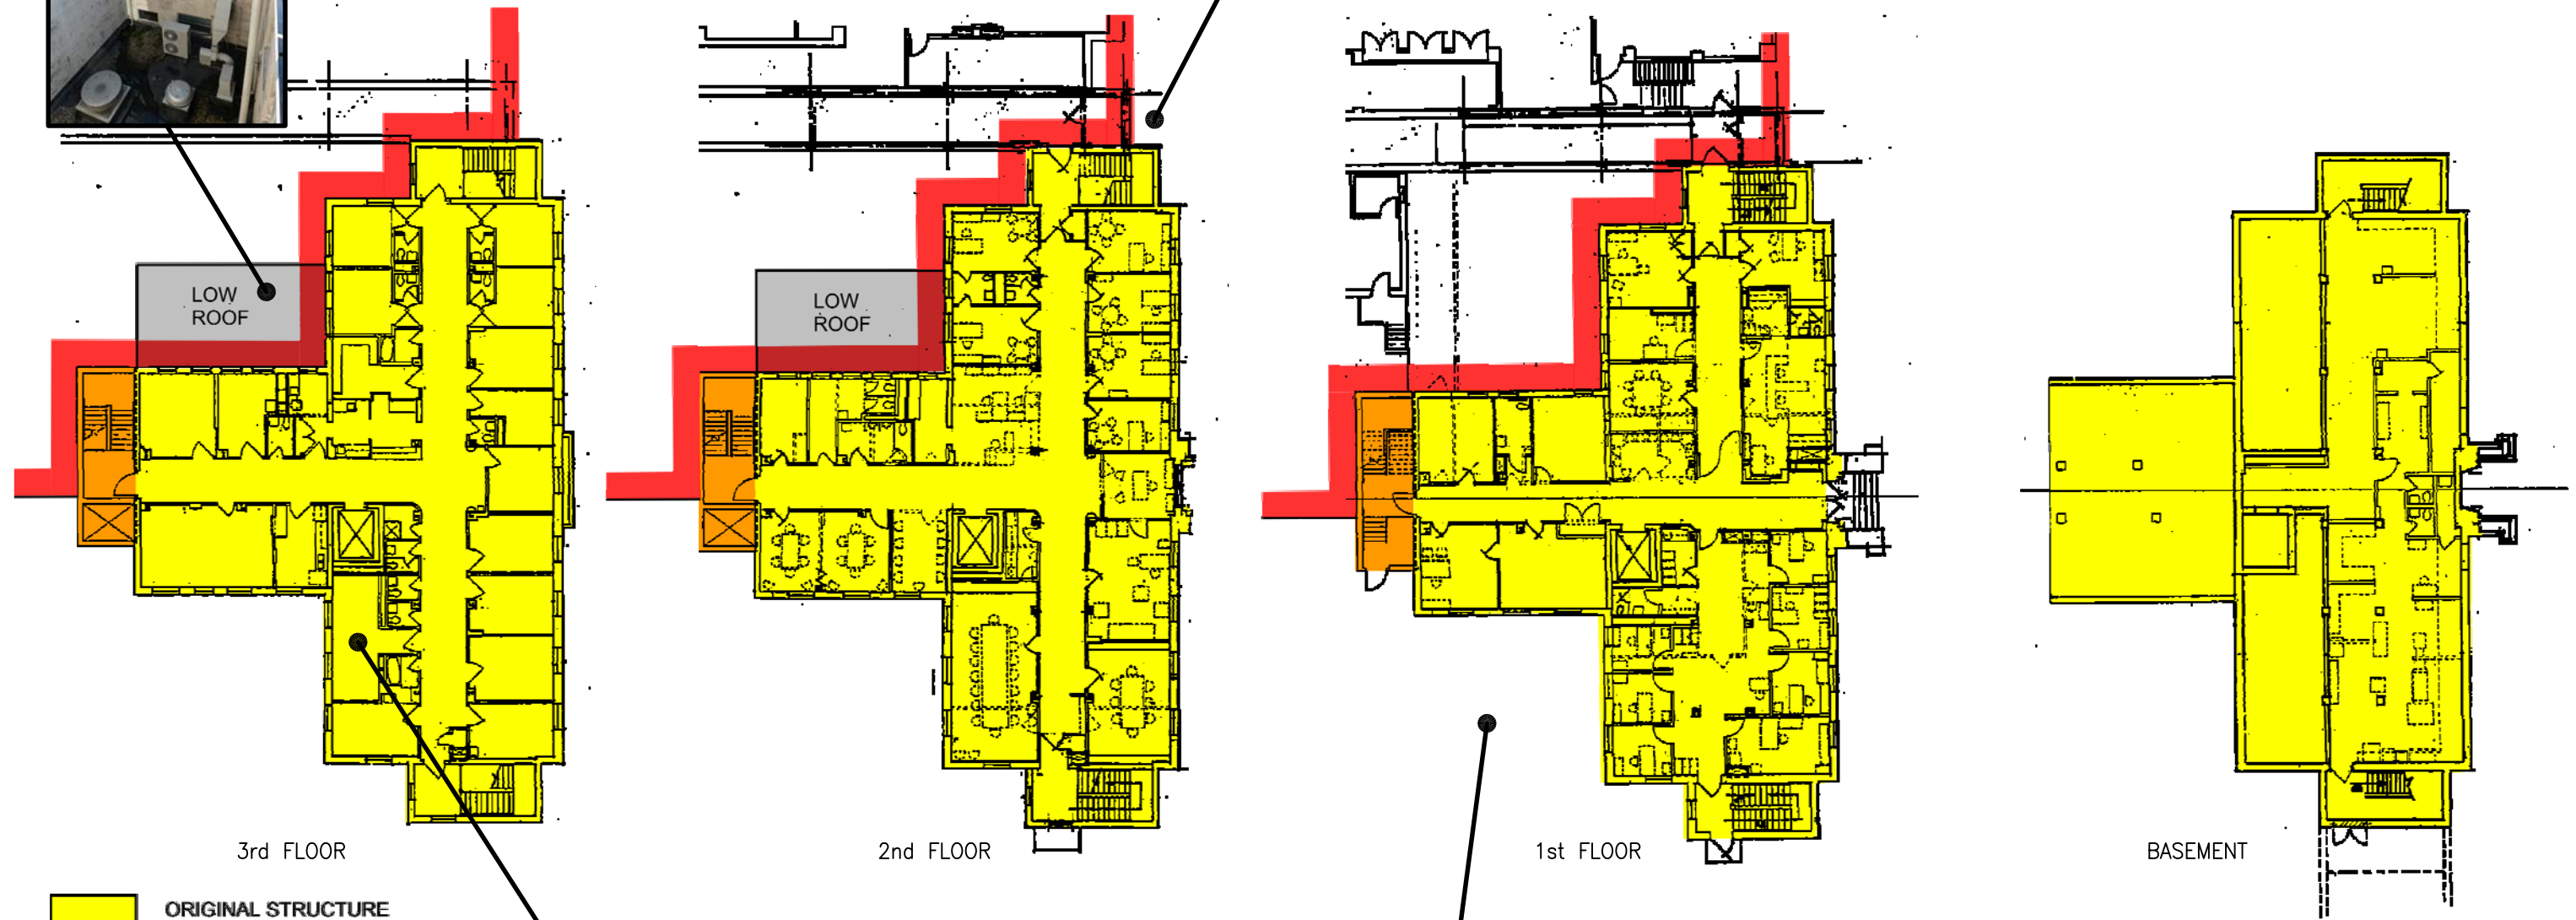 LOW
ROOF
LOW
ROOF
3rd FLOOR
2nd FLOOR
1st FLOOR
BASEMENT
ORIGINAL STRUCTURE